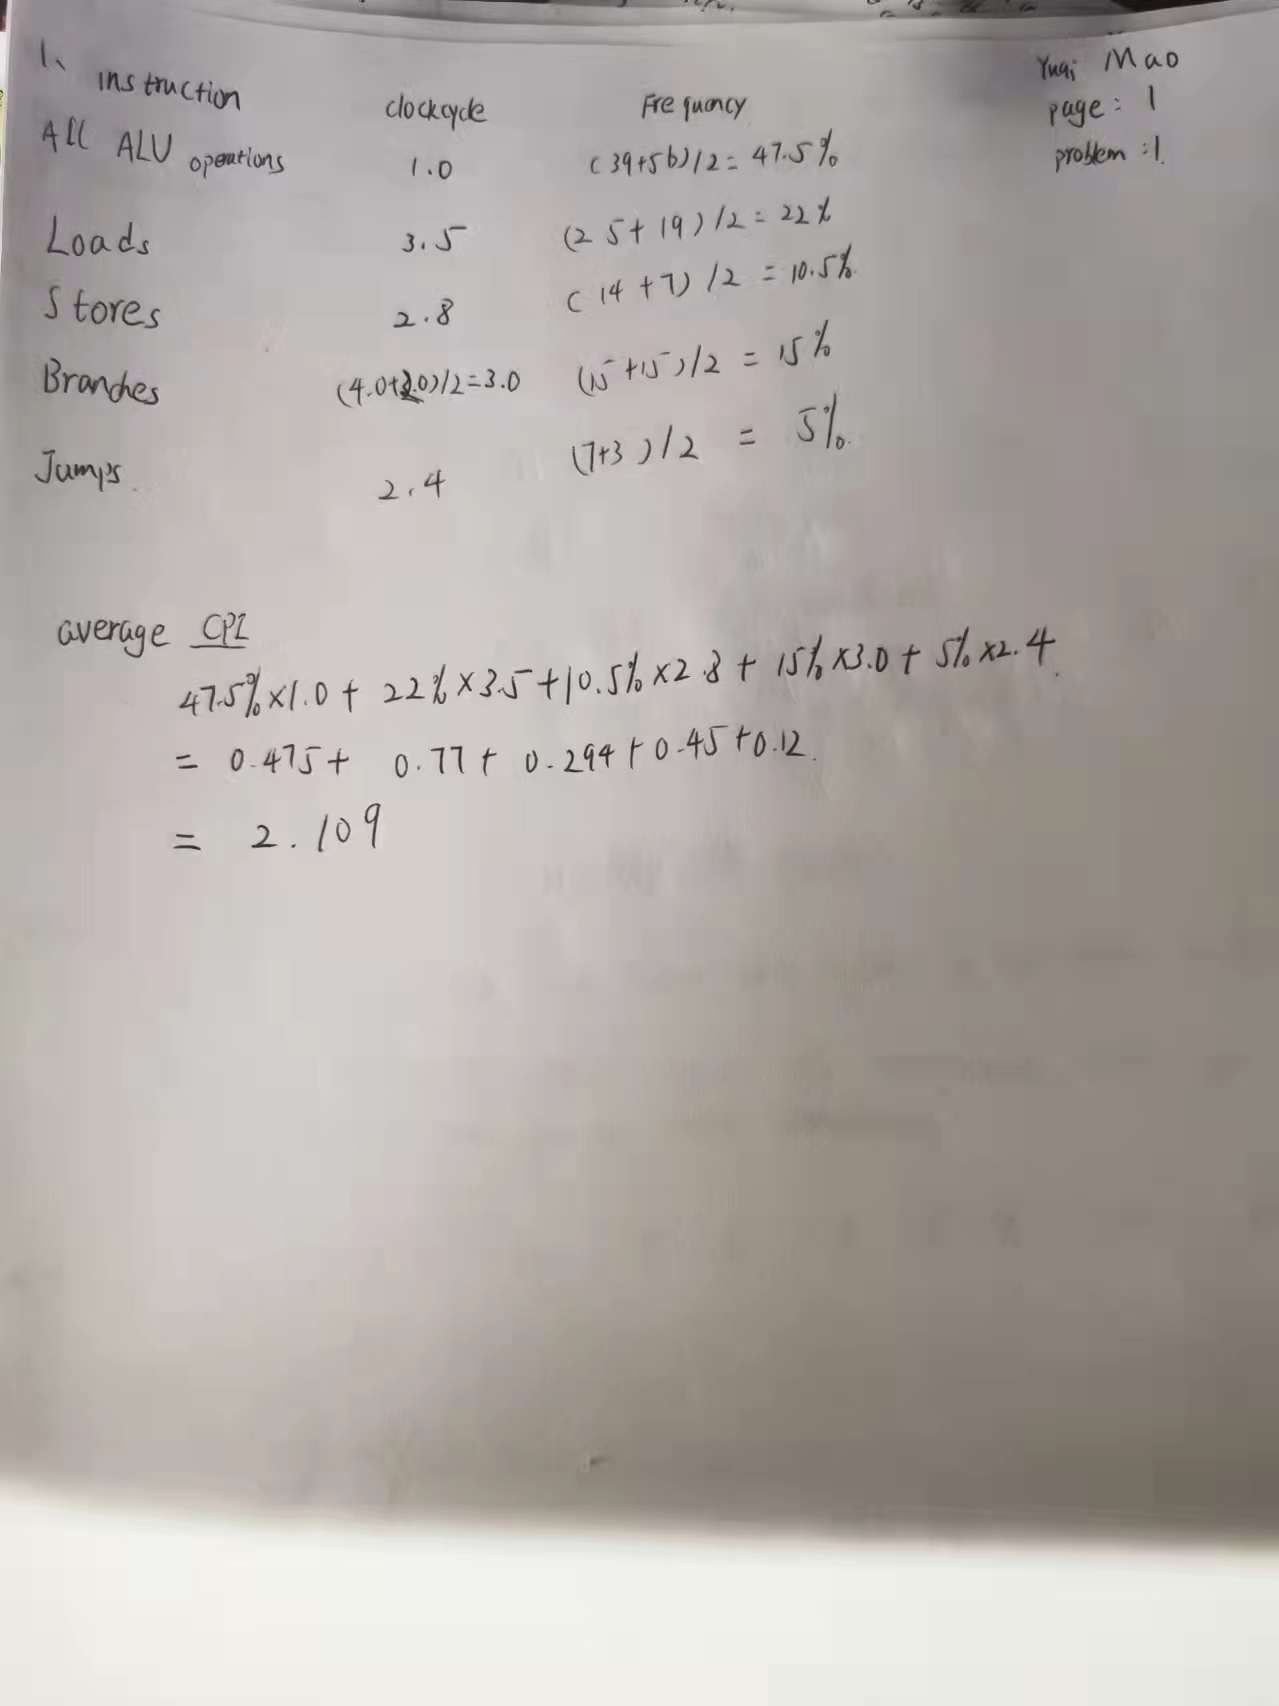 1、 instruction clockcycle Frequency
Yuqi Mao
page: 1
problem:1.
All ALU operations 1.0 (39+56)/2= 47.5%
Loads 3.5 (25+19)/2= 22%
Stores 2.8 (14+7)/2 = 10.5%
Branches (4.0+2.0)/2=3.0 (15+15)/2 = 15%
Jumps 2.4 (7+3)/2 = 5%.
average CPI
47.5%×1.0+ 22%×3.5+10.5%×2.8+ 15%×3.0+ 5%×2.4.
= 0.475+ 0.77+ 0.294+0.45+0.12.
= 2.109